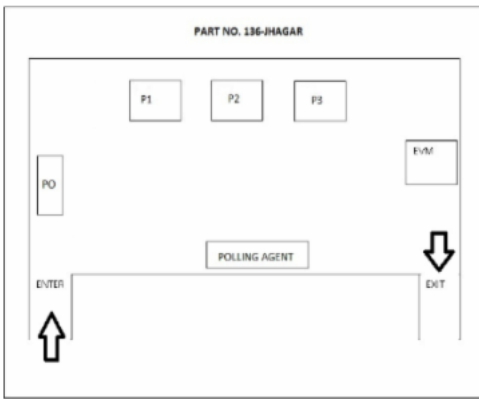 PART NO. 136-JHAGAR
P1
P2
P3
EVM
PO
POLLING AGENT
ENTER
EXIT